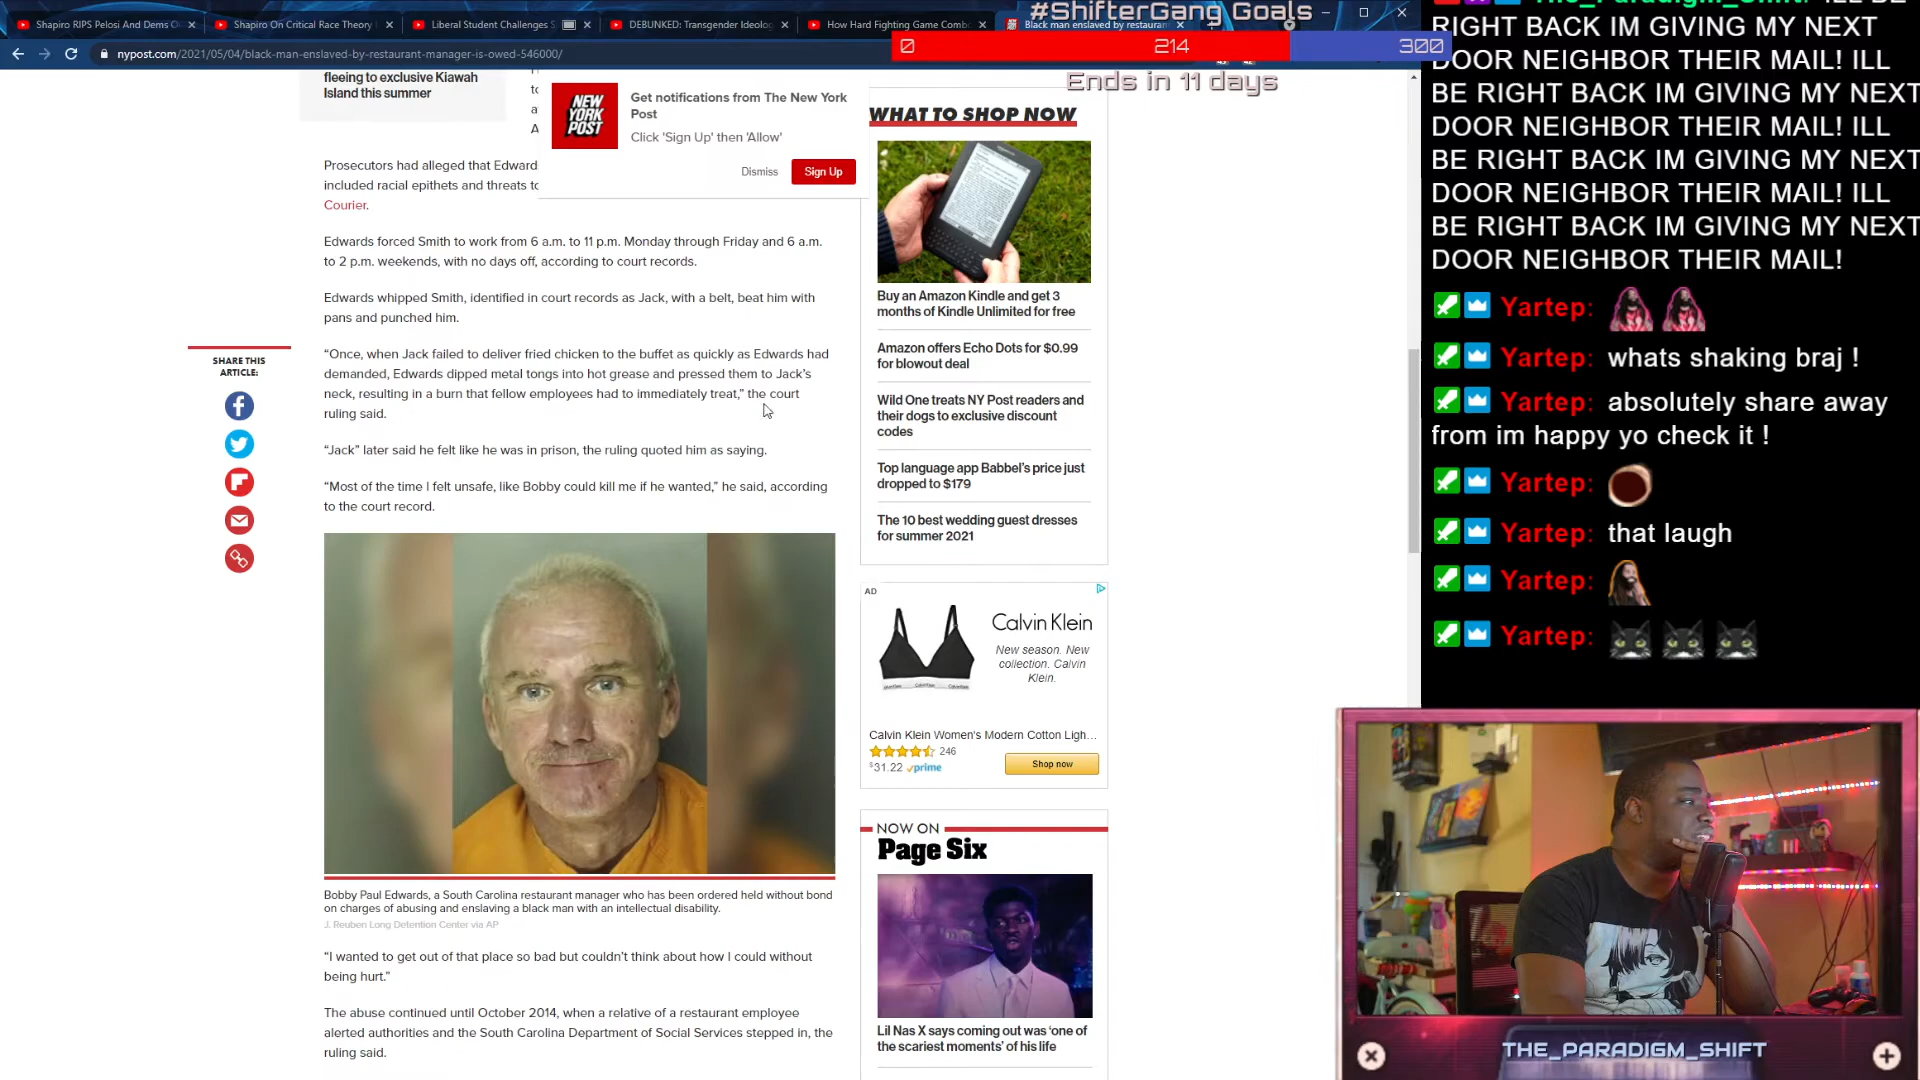 Shapiro RIPS Pelosi And Dems O
Shapiro On Critical Race Theory
Liberal Student Challenges S
DEBUNKED: Transgender Ideolog
How Hard Fighting Game Comb
Black man enslaved by restauran
nypost.com/2021/05/04/black-man-enslaved-by-restaurant-manager-is-owed-546000/
#ShifterGang Goals
0
214
300
Ends in 11 days
fleeing to exclusive Kiawah
Island this summer
Get notifications from The New York
Post
Click 'Sign Up' then 'Allow'
Dismiss
Sign Up
NEW
YORK
POST
Prosecutors had alleged that Edward
included racial epithets and threats to
Courier.
Edwards forced Smith to work from 6 a.m. to 11 p.m. Monday through Friday and 6 a.m.
to 2 p.m. weekends, with no days off, according to court records.
Edwards whipped Smith, identified in court records as Jack, with a belt, beat him with
pans and punched him.
“Once, when Jack failed to deliver fried chicken to the buffet as quickly as Edwards had
demanded, Edwards dipped metal tongs into hot grease and pressed them to Jack’s
neck, resulting in a burn that fellow employees had to immediately treat,” the court
ruling said.
“Jack” later said he felt like he was in prison, the ruling quoted him as saying.
“Most of the time I felt unsafe, like Bobby could kill me if he wanted,” he said, according
to the court record.
SHARE THIS
ARTICLE:
Bobby Paul Edwards, a South Carolina restaurant manager who has been ordered held without bond
on charges of abusing and enslaving a black man with an intellectual disability.
J. Reuben Long Detention Center via AP
“I wanted to get out of that place so bad but couldn’t think about how I could without
being hurt.”
The abuse continued until October 2014, when a relative of a restaurant employee
alerted authorities and the South Carolina Department of Social Services stepped in, the
ruling said.
WHAT TO SHOP NOW
Buy an Amazon Kindle and get 3
months of Kindle Unlimited for free
Amazon offers Echo Dots for $0.99
for blowout deal
Wild One treats NY Post readers and
their dogs to exclusive discount
codes
Top language app Babbel's price just
dropped to $179
The 10 best wedding guest dresses
for summer 2021
AD
Calvin Klein
New season. New
collection. Calvin
Klein.
Calvin Klein Women's Modern Cotton Ligh...
246
$31.22 prime
Shop now
NOW ON
Page Six
Lil Nas X says coming out was ‘one of
the scariest moments’ of his life
RIGHT BACK IM GIVING MY NEXT
DOOR NEIGHBOR THEIR MAIL! ILL
BE RIGHT BACK IM GIVING MY NEXT
DOOR NEIGHBOR THEIR MAIL! ILL
BE RIGHT BACK IM GIVING MY NEXT
DOOR NEIGHBOR THEIR MAIL! ILL
BE RIGHT BACK IM GIVING MY NEXT
DOOR NEIGHBOR THEIR MAIL!
Yartep:
Yartep: whats shaking braj !
Yartep: absolutely share away
from im happy yo check it !
Yartep:
Yartep: that laugh
Yartep:
Yartep:
THE_PARADIGM_SHIFT